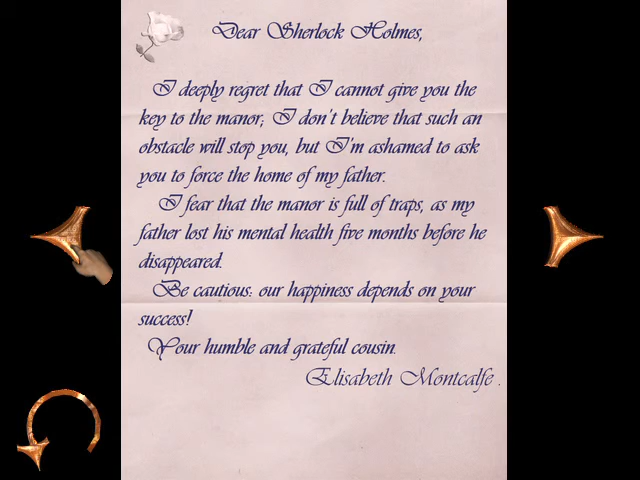 Dear Sherlock Holmes,
I deeply regret that I cannot give you the
key to the manor; I don't believe that such an
obstacle will stop you, but I'm ashamed to ask
you to force the home of my father.
I fear that the manor is full of traps, as my
father lost his mental health five months before he
disappeared.
Be cautious: our happiness depends on your
success!
Your humble and grateful cousin.
Elisabeth Montcalfe .